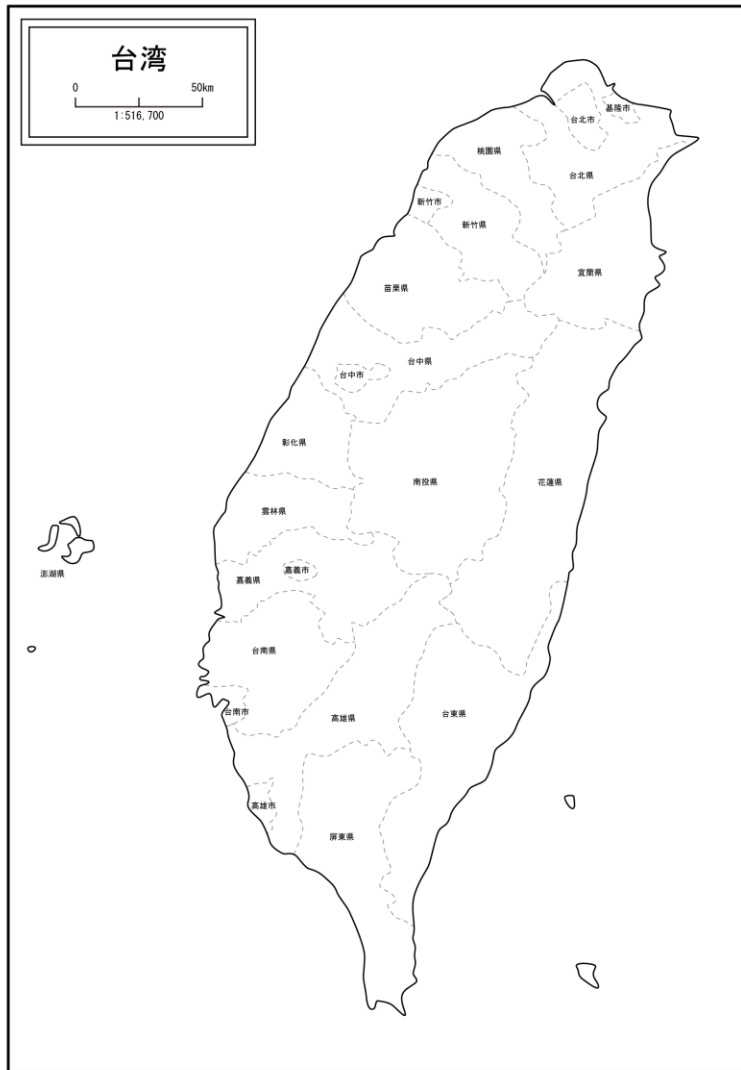 台湾
0 50km
1:516,700
基隆市
台北市
桃園県
台北県
新竹市
新竹県
宜蘭県
苗栗県
台中県
台中市
彰化県
南投県
花蓮県
雲林県
嘉義市
澎湖県
嘉義県
台南県
台南市
高雄県
台東県
高雄市
屏東県